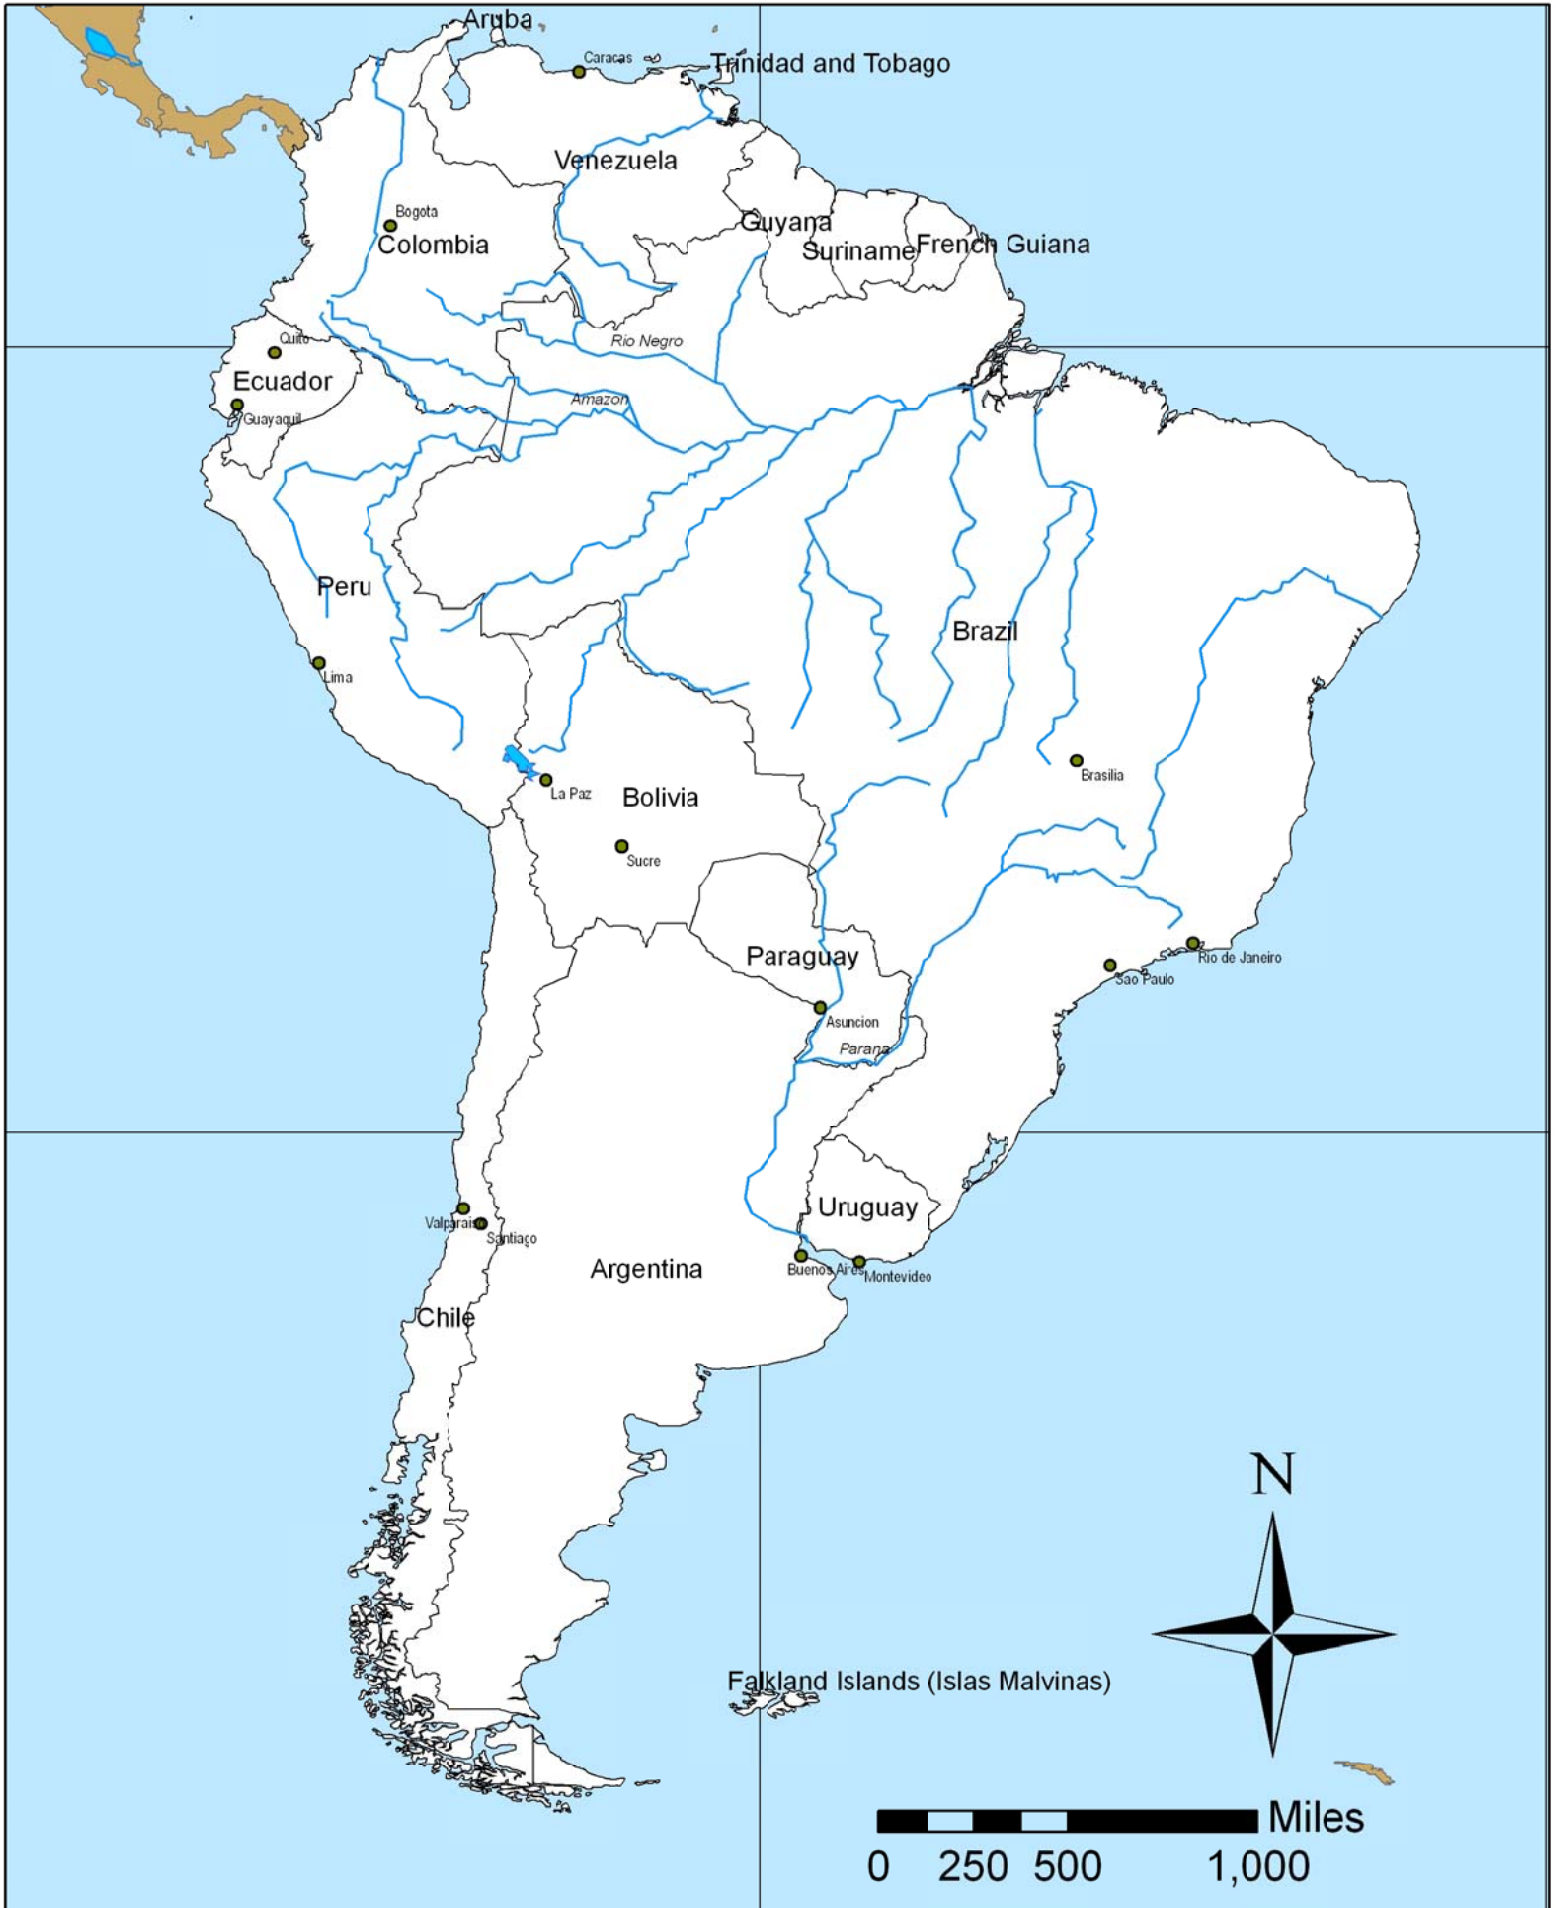 Aruba
Caracas
Trinidad and Tobago
Venezuela
Bogota
Colombia
Guyana
Suriname
French Guiana
Quito
Rio Negro
Ecuador
Amazon
Guayaquil
Peru
Brazil
Lima
Brasilia
La Paz
Bolivia
Sucre
Paraguay
Rio de Janeiro
Sao Paulo
Asuncion
Parana
Uruguay
Valparaiso
Santiago
Argentina
Buenos Aires
Montevideo
Chile
N
Falkland Islands (Islas Malvinas)
Miles
0 250 500 1,000